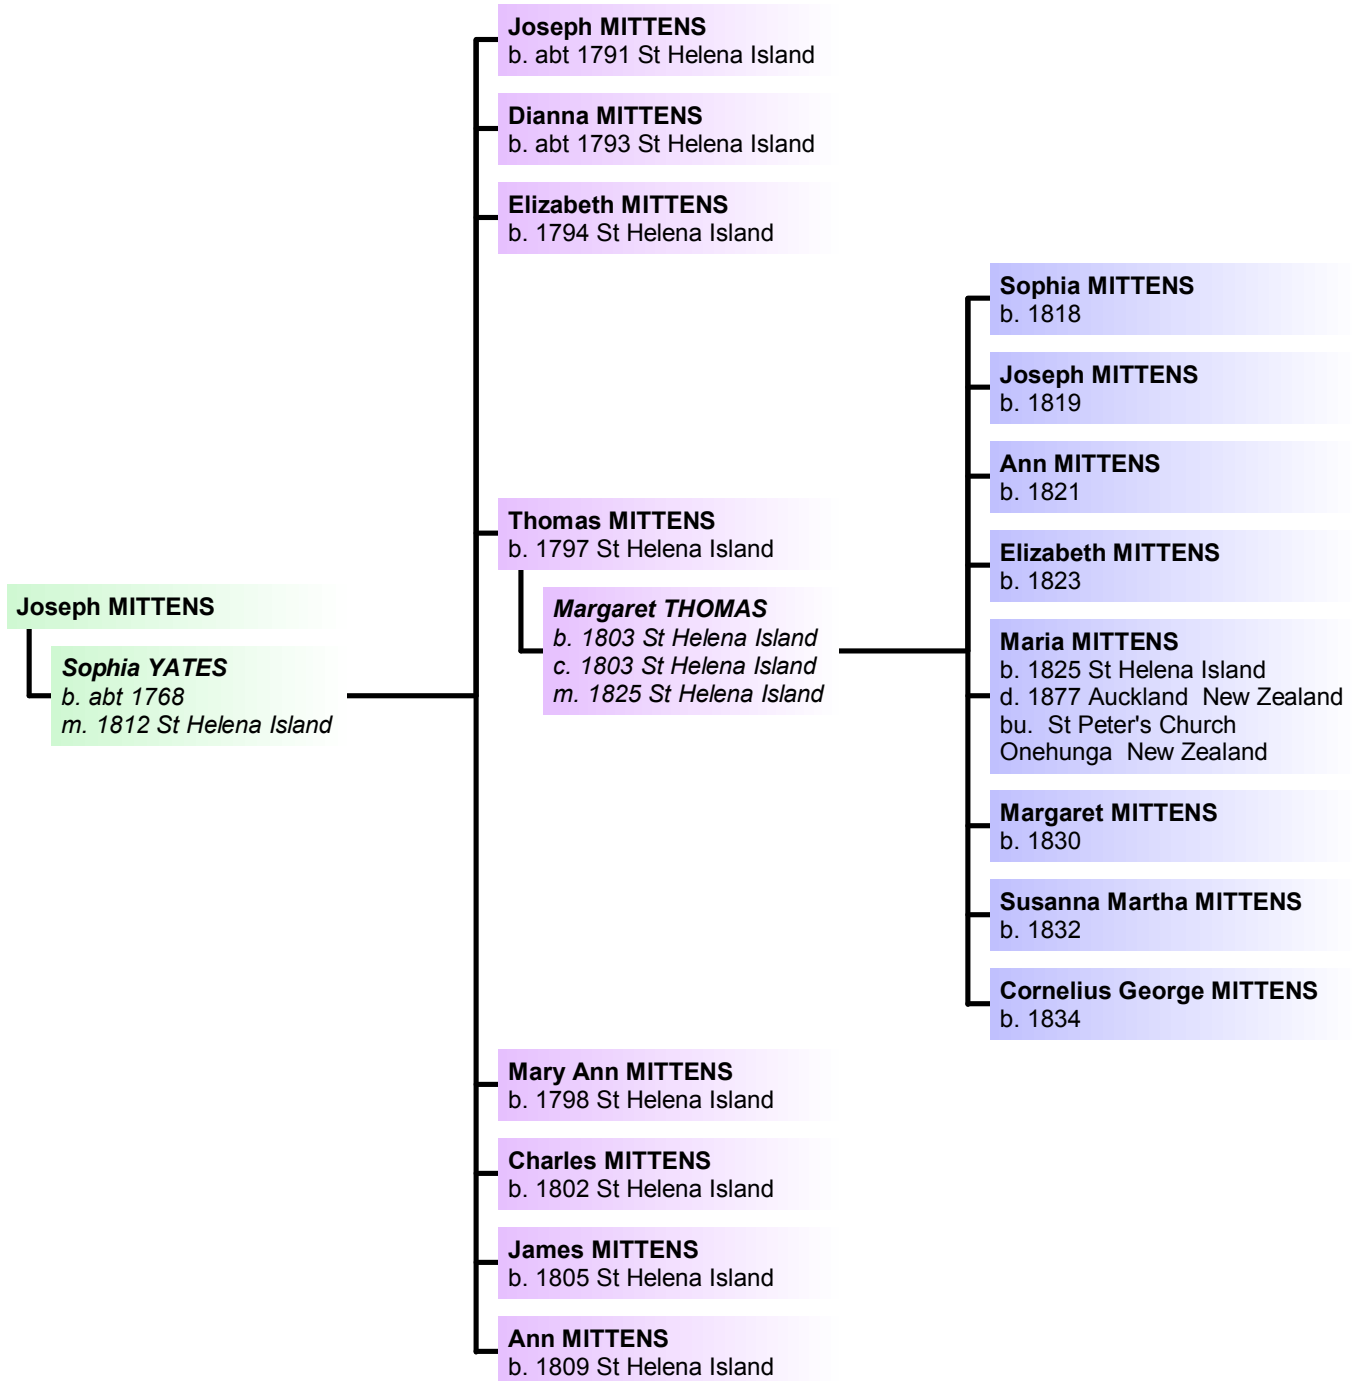 Joseph MITTENS
b. abt 1791 St Helena Island
Dianna MITTENS
b. abt 1793 St Helena Island
Elizabeth MITTENS
b. 1794 St Helena Island
Sophia MITTENS
b. 1818
Joseph MITTENS
b. 1819
Ann MITTENS
b. 1821
Thomas MITTENS
b. 1797 St Helena Island
Elizabeth MITTENS
b. 1823
Joseph MITTENS
Margaret THOMAS
b. 1803 St Helena Island
c. 1803 St Helena Island
m. 1825 St Helena Island
Sophia YATES
b. abt 1768
m. 1812 St Helena Island
Maria MITTENS
b. 1825 St Helena Island
d. 1877 Auckland  New Zealand
bu.  St Peter's Church
Onehunga  New Zealand
Margaret MITTENS
b. 1830
Susanna Martha MITTENS
b. 1832
Cornelius George MITTENS
b. 1834
Mary Ann MITTENS
b. 1798 St Helena Island
Charles MITTENS
b. 1802 St Helena Island
James MITTENS
b. 1805 St Helena Island
Ann MITTENS
b. 1809 St Helena Island